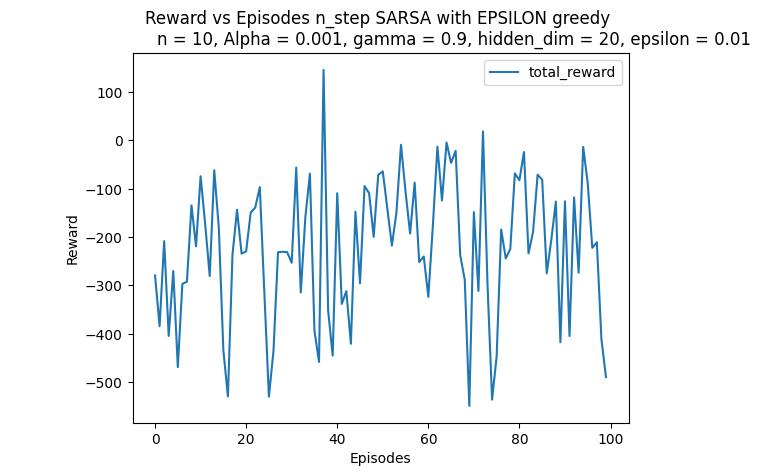 Reward vs Episodes n_step SARSA with EPSILON greedy
n = 10, Alpha = 0.001, gamma = 0.9, hidden_dim = 20, epsilon = 0.01
total_reward
100
0
−100
−200
−300
−400
−500
Reward
0 20 40 60 80 100
Episodes